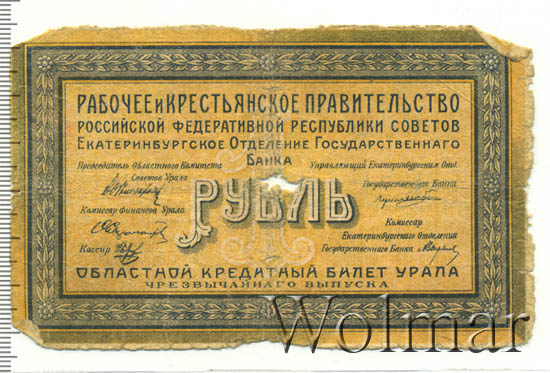 РАБОЧЕЕ и КРЕСТЬЯНСКОЕ ПРАВИТЕЛЬСТВО
РОССИЙСКОЙ ФЕДЕРАТИВНОЙ РЕСПУБЛИКИ СОВЕТОВ
ЕКАТЕРИНБУРГСКОЕ ОТДЕЛЕНИЕ ГОСУДАРСТВЕННАГО
БАНКА
Председатель Областного Комитета
Советов Урала
Управляющий Екатеринбургским Отд.
Государственнаго Банка
РУБЛЬ
Комиссар Финансов Урала
Комиссар
Екатеринбургского Отделения
Государственнаго Банка
Кассир
ОБЛАСТНОЙ КРЕДИТНЫЙ БИЛЕТ УРАЛА
ЧРЕЗВЫЧАЙНАГО ВЫПУСКА
Wolmar